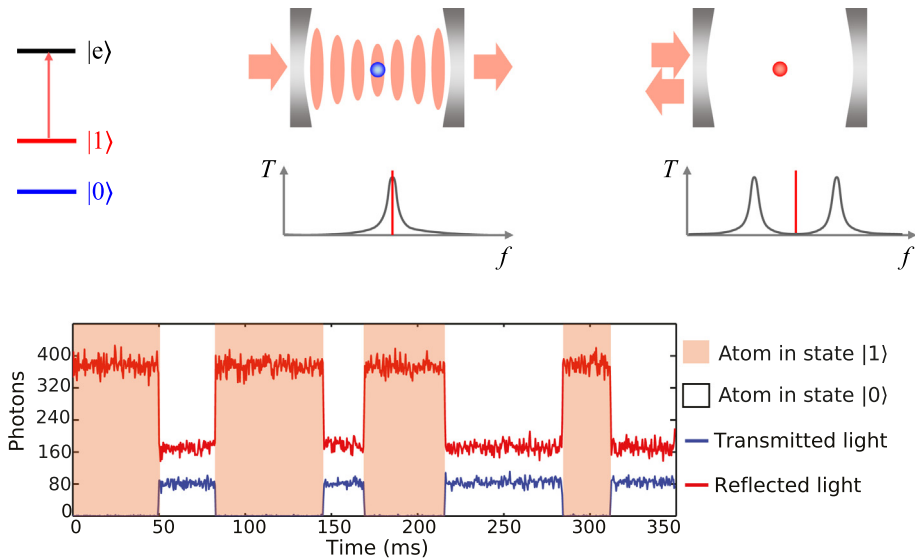 |e⟩
|1⟩
|0⟩
T
f
T
f
Photons
400
320
240
160
80
0
0
50
100
150
200
250
300
350
Time (ms)
Atom in state |1⟩
Atom in state |0⟩
Transmitted light
Reflected light